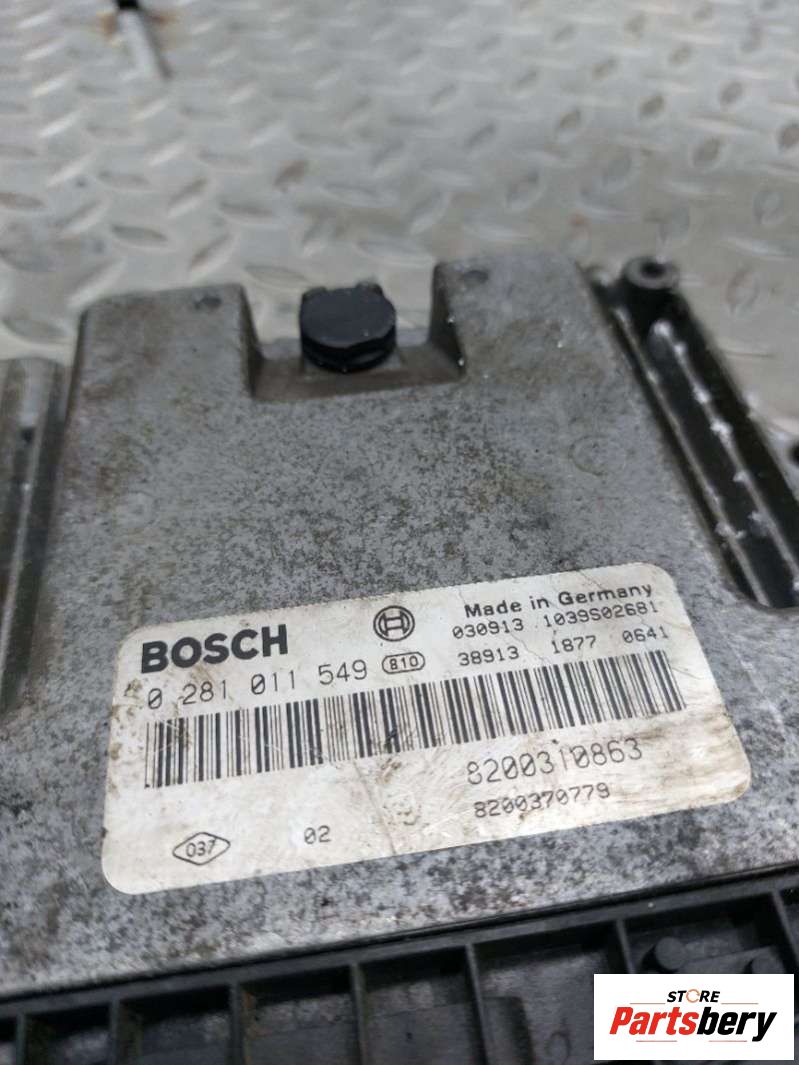 BOSCH
Made in Germany
030913 1039S02681
0 281 011 549 810
38913 1877 0641
8200310863
8200370779
037 02
STORE
Partsbery